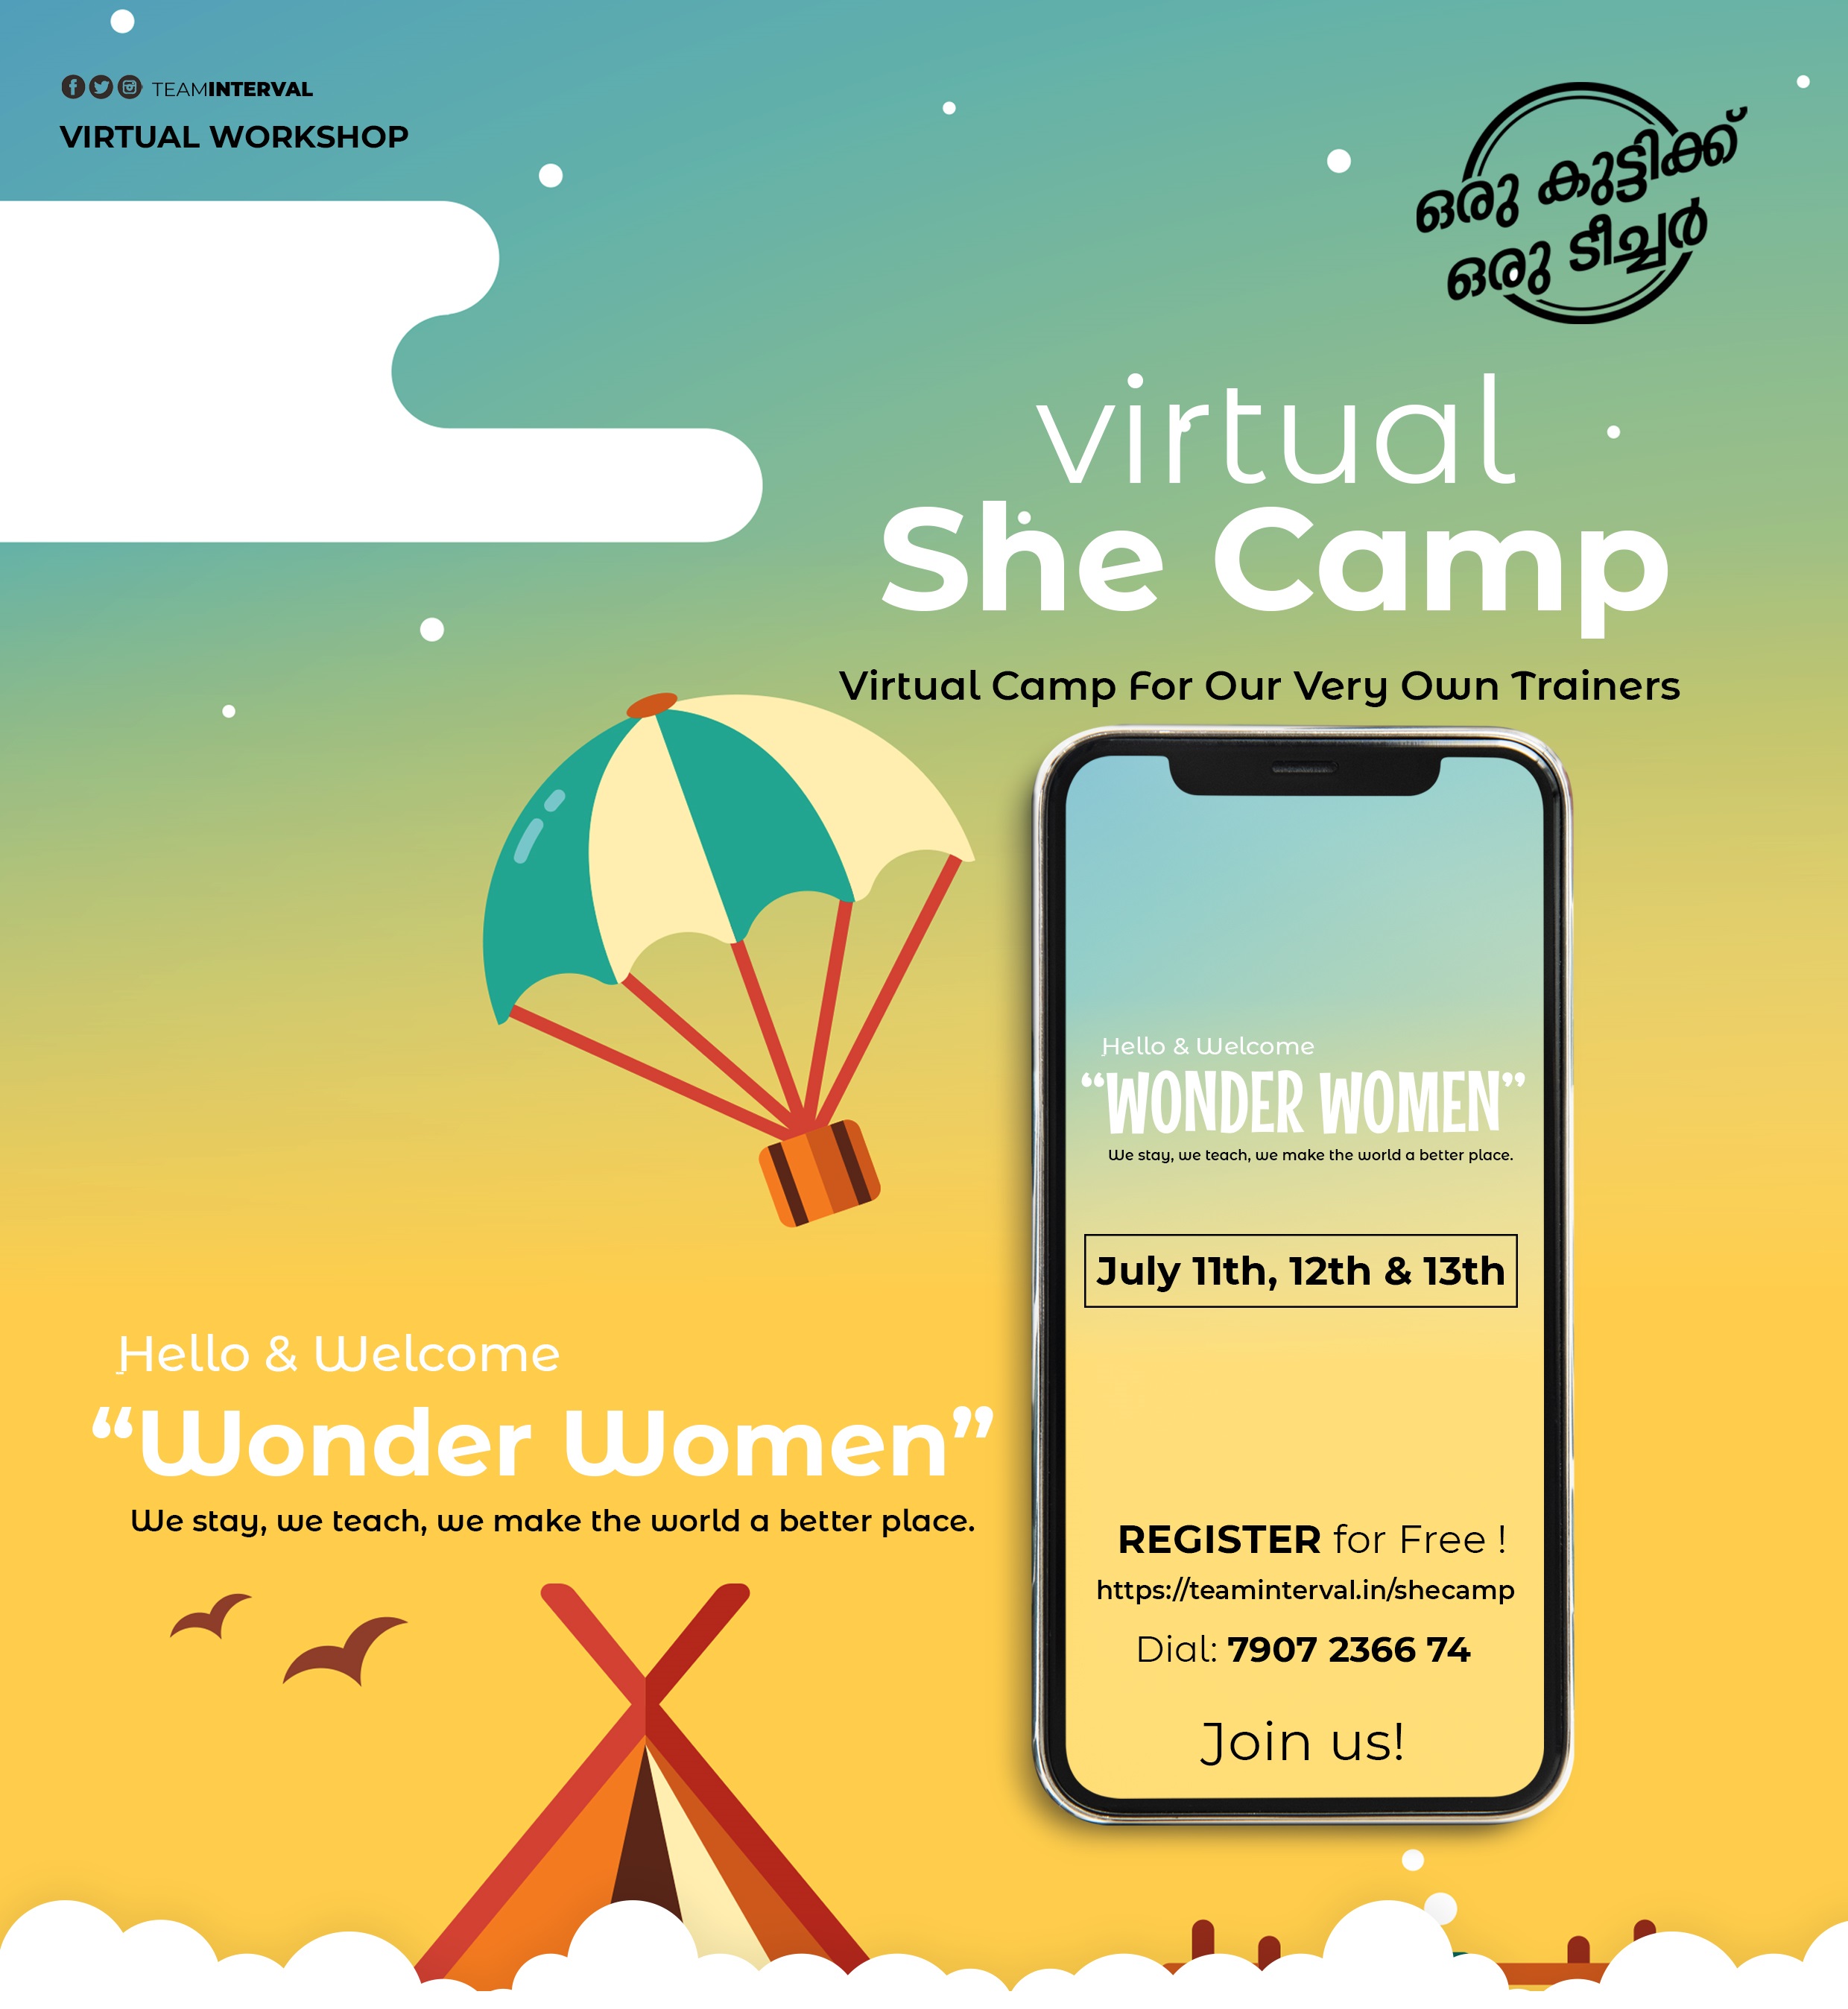 TEAMINTERVAL
VIRTUAL WORKSHOP
ഒരു കുട്ടിക്ക്
ഒരു ടീച്ചർ
virtual
She Camp
Virtual Camp For Our Very Own Trainers
Hello & Welcome
“WONDER WOMEN”
We stay, we teach, we make the world a better place.
July 11th, 12th & 13th
Hello & Welcome
“Wonder Women”
We stay, we teach, we make the world a better place.
REGISTER for Free !
https://teaminterval.in/shecamp
Dial: 7907 2366 74
Join us!